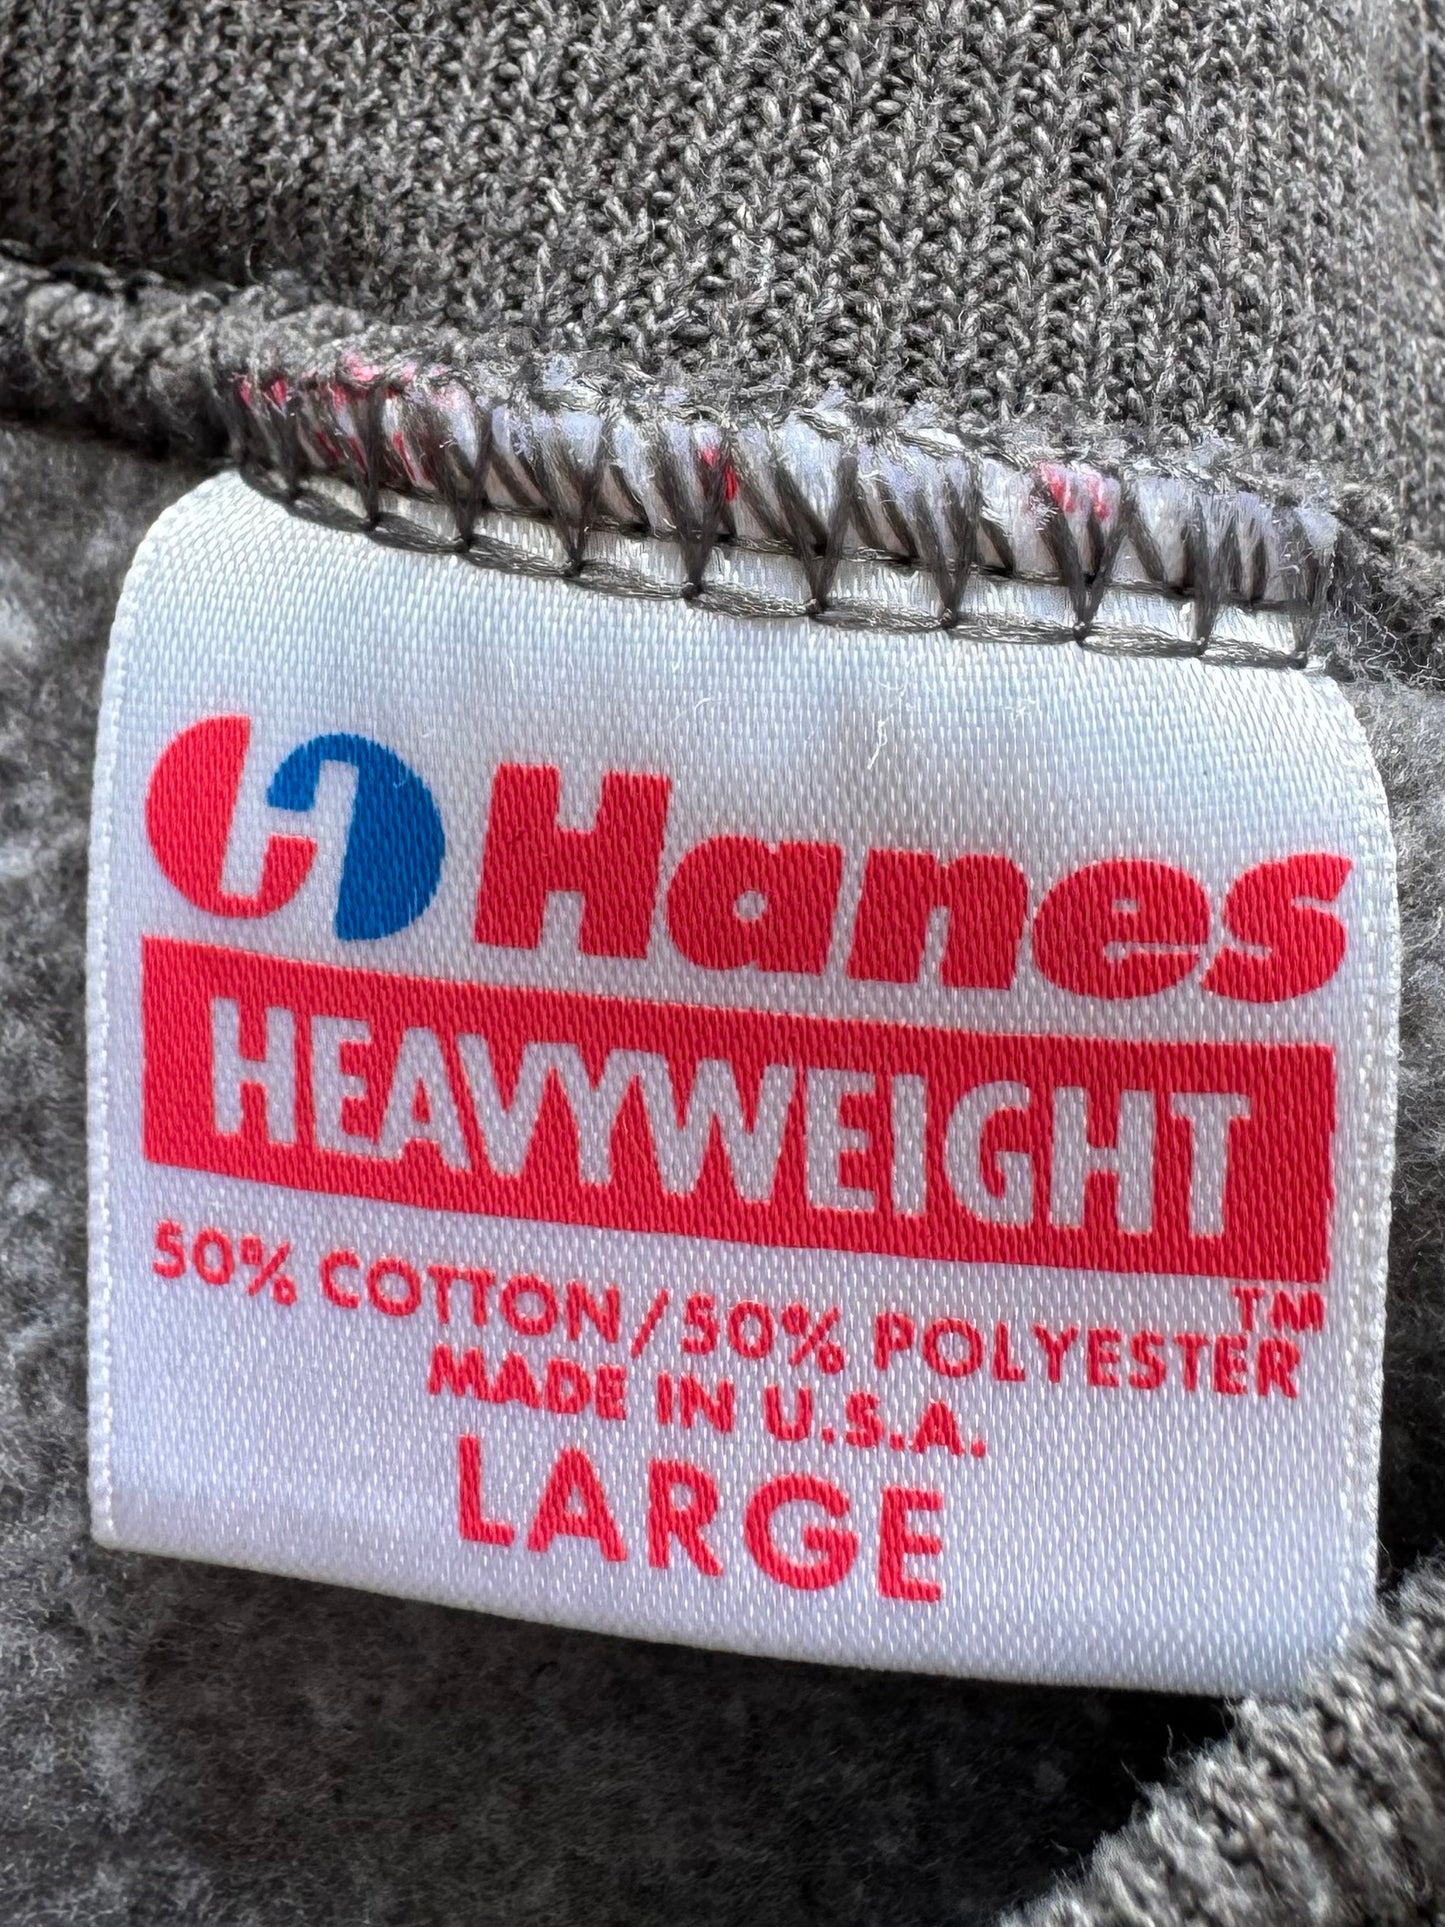 Hanes
HEAVYWEIGHT
TM
50% COTTON/50% POLYESTER
MADE IN U.S.A.
LARGE